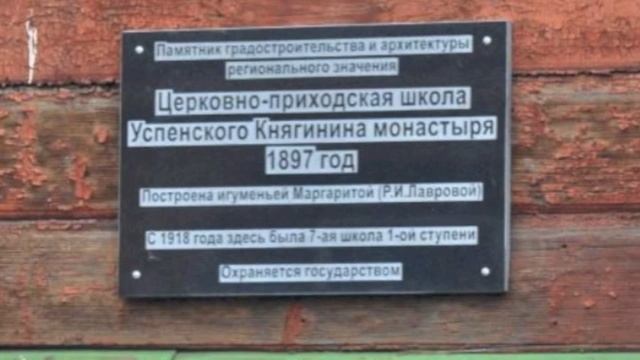 Памятник градостроительства и архитектуры
регионального значения
Церковно-приходская школа
Успенского Княгинина монастыря
1897 год
Построена игуменьей Маргаритой (Р.И.Лавровой)
С 1918 года здесь была 7-ая школа 1-ой ступени
Охраняется государством